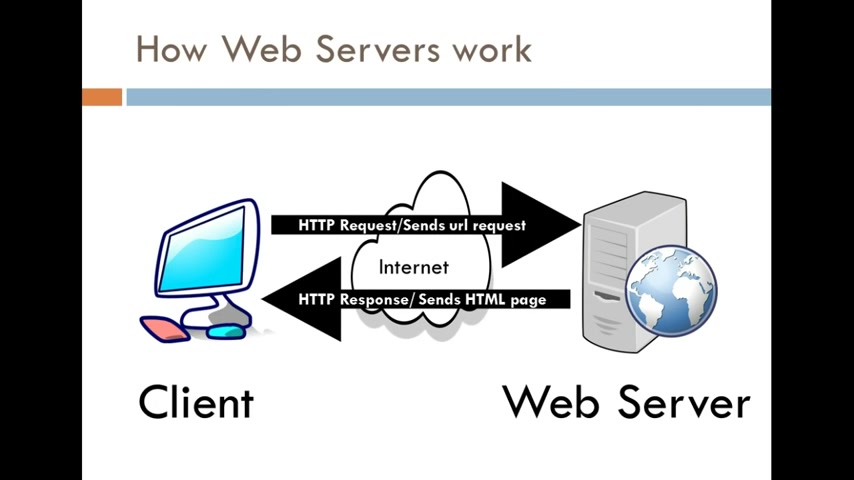 How Web Servers work
HTTP Request/Sends url request
Internet
HTTP Response/ Sends HTML page
Client
Web Server